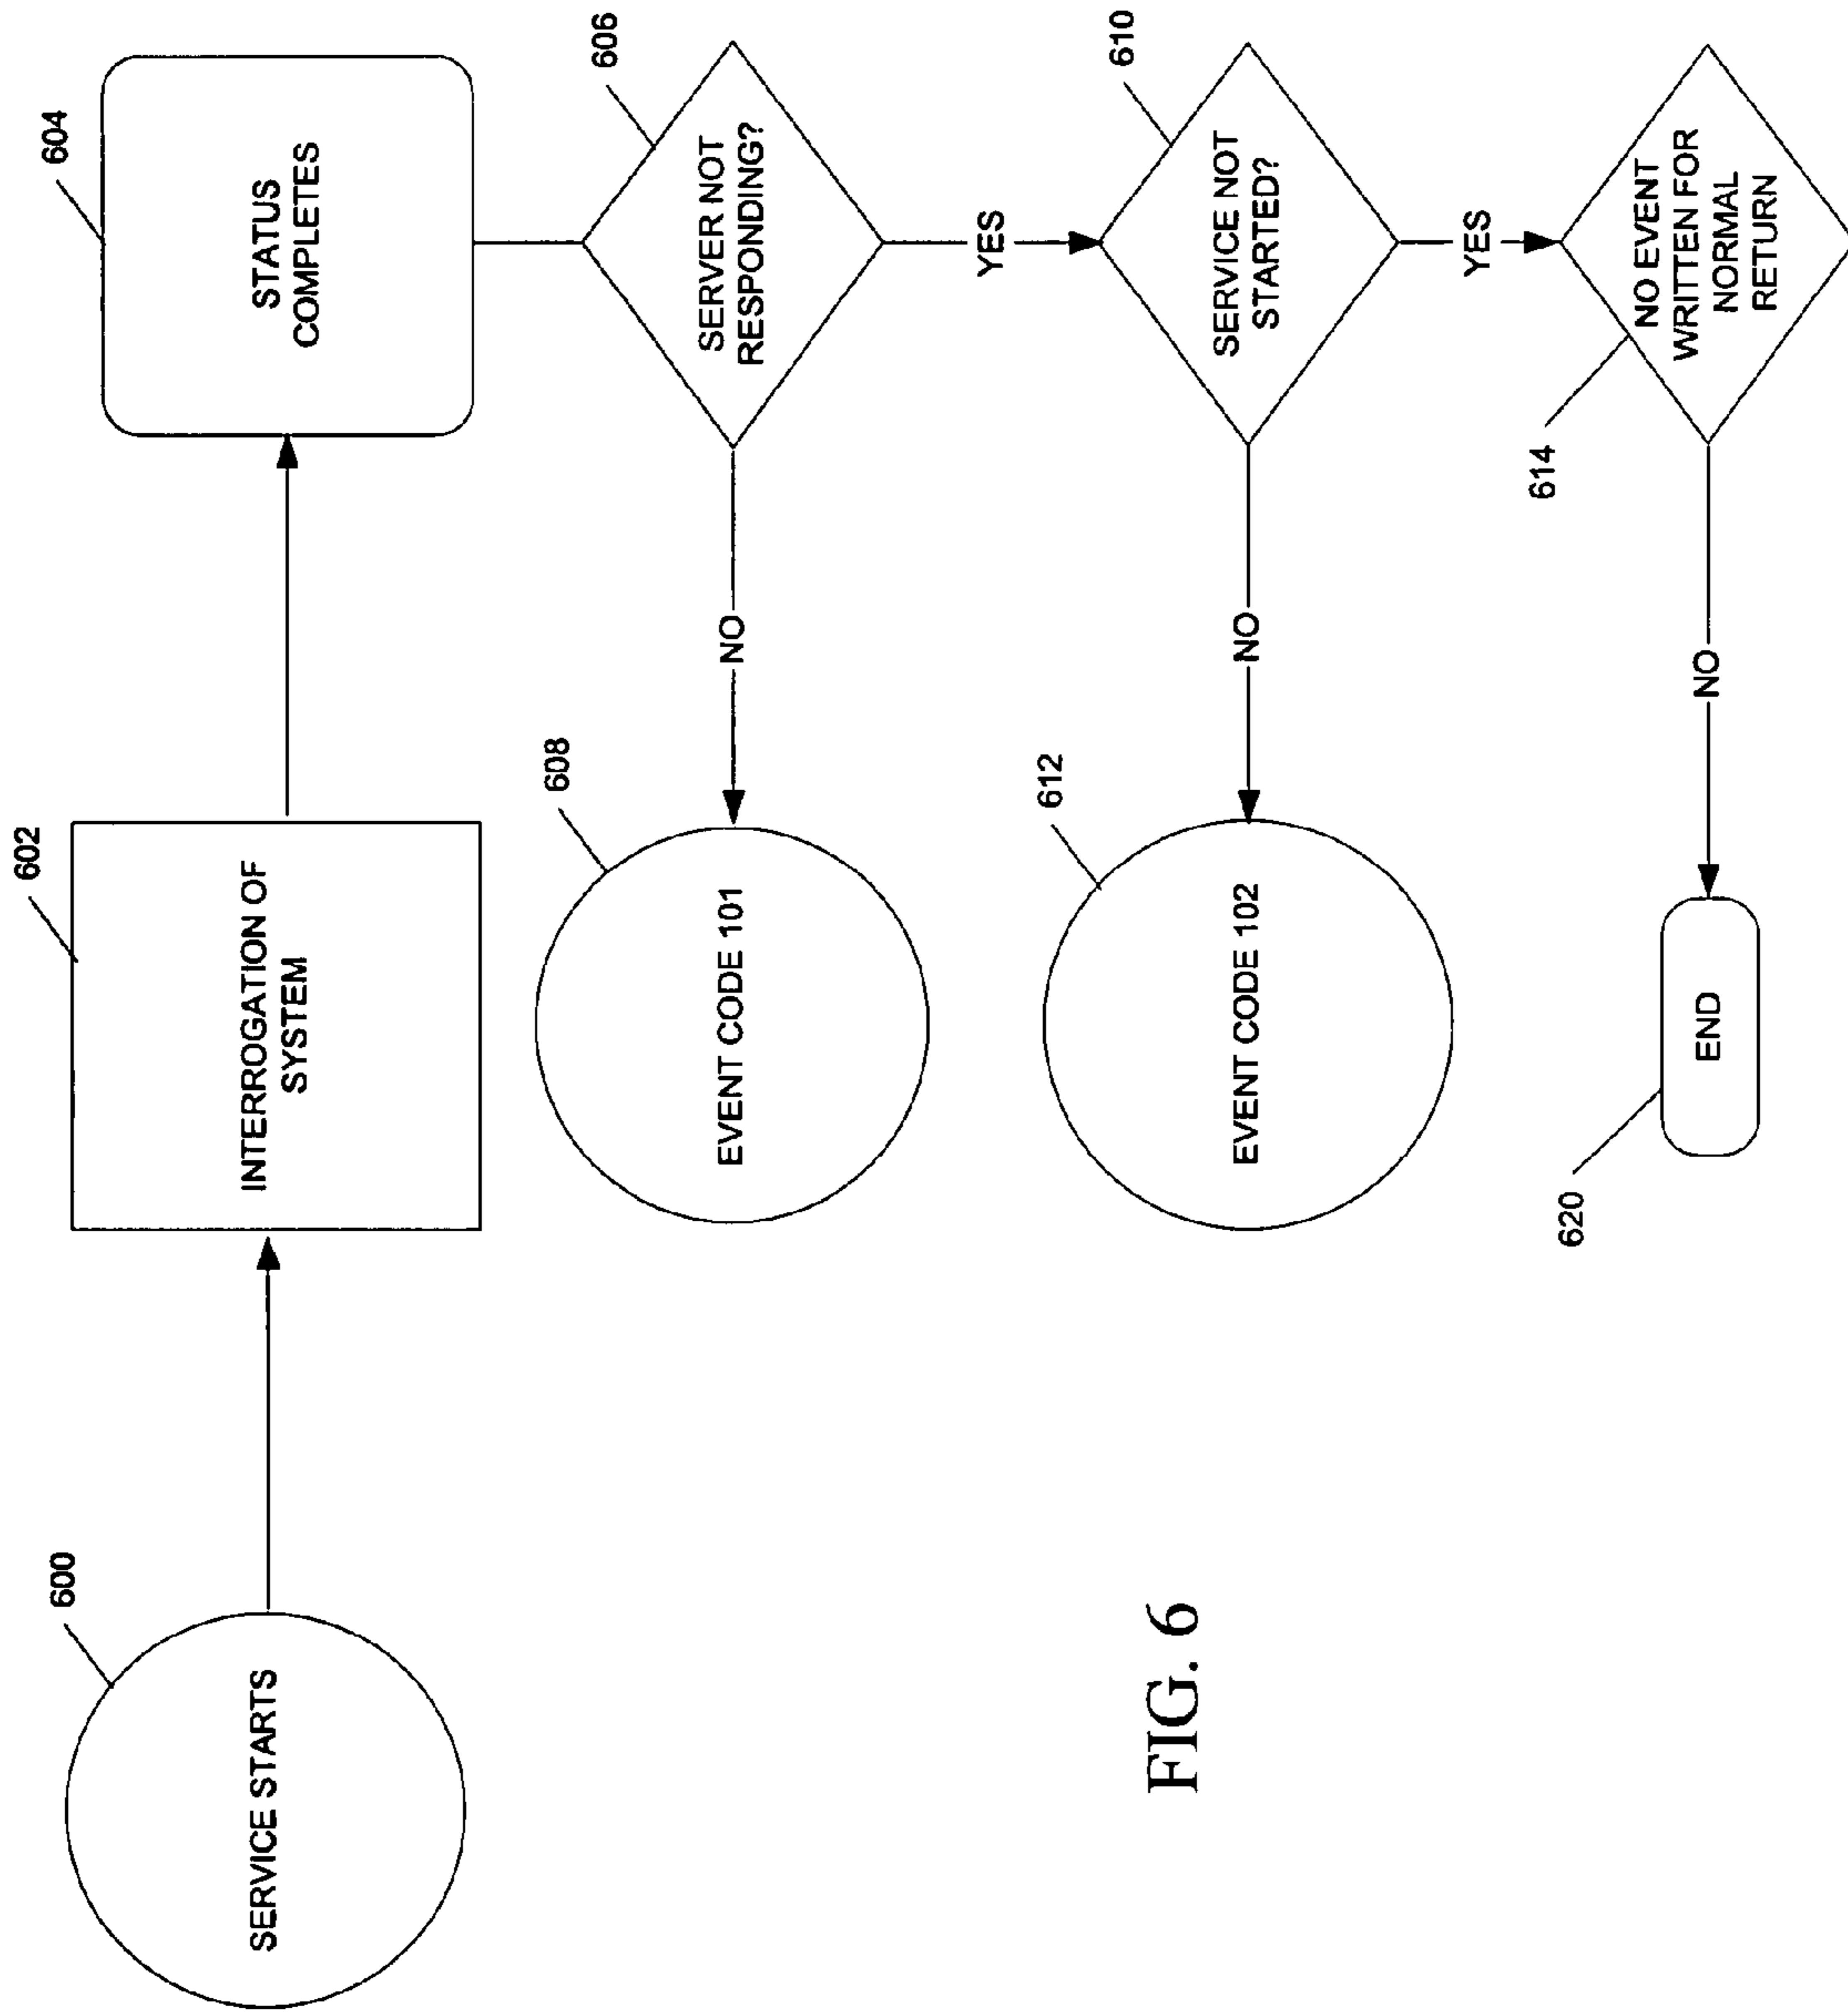 600
SERVICE STARTS
602
INTERROGATION OF
SYSTEM
604
STATUS
COMPLETES
606
SERVER NOT
RESPONDING?
NO
608
EVENT CODE 101
YES
610
SERVICE NOT
STARTED?
NO
612
EVENT CODE 102
YES
614
NO EVENT
WRITTEN FOR
NORMAL
RETURN
NO
620
END
FIG. 6